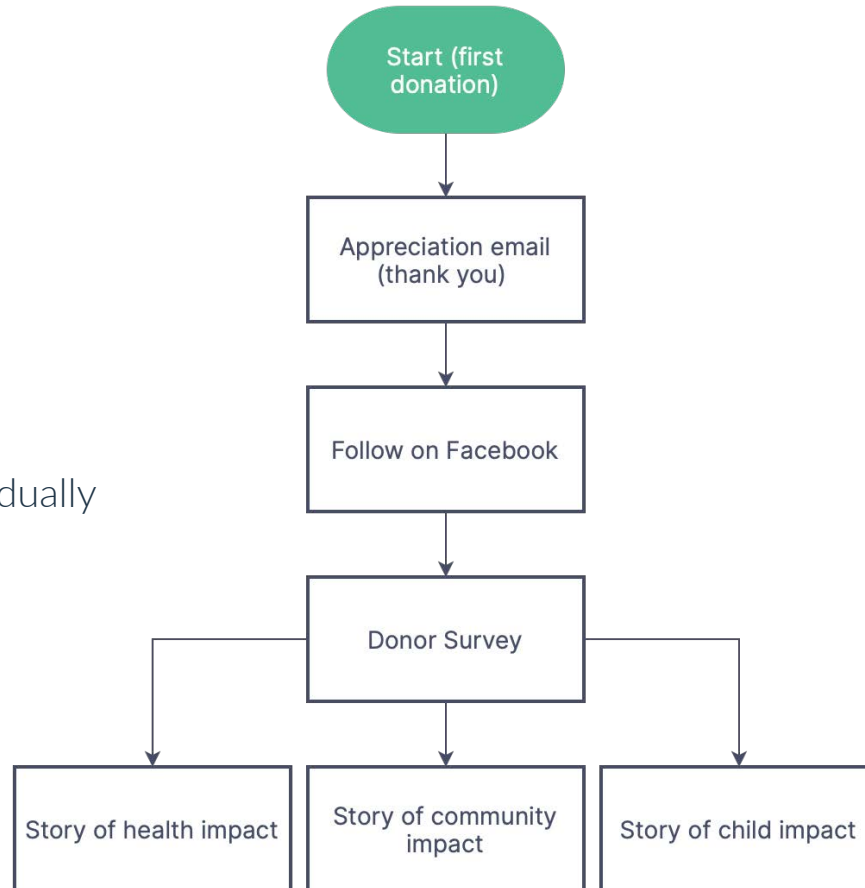 Start (first
donation)
Appreciation email
(thank you)
Follow on Facebook
dually
Donor Survey
Story of health impact
Story of community
impact
Story of child impact